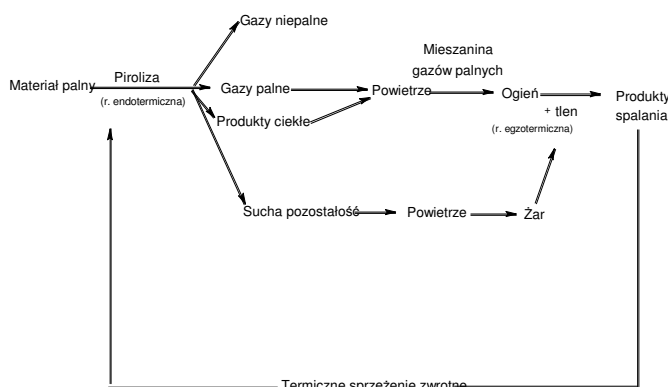 Gazy niepalne
Mieszanina
gazów palnych
Materiał palny
Piroliza
(r. endotermiczna)
Gazy palne
Powietrze
Ogień
+ tlen
(r. egzotermiczna)
Produkty
spalania
Produkty ciekłe
Sucha pozostałość
Powietrze
Żar
Termiczne sprzężenie zwrotne